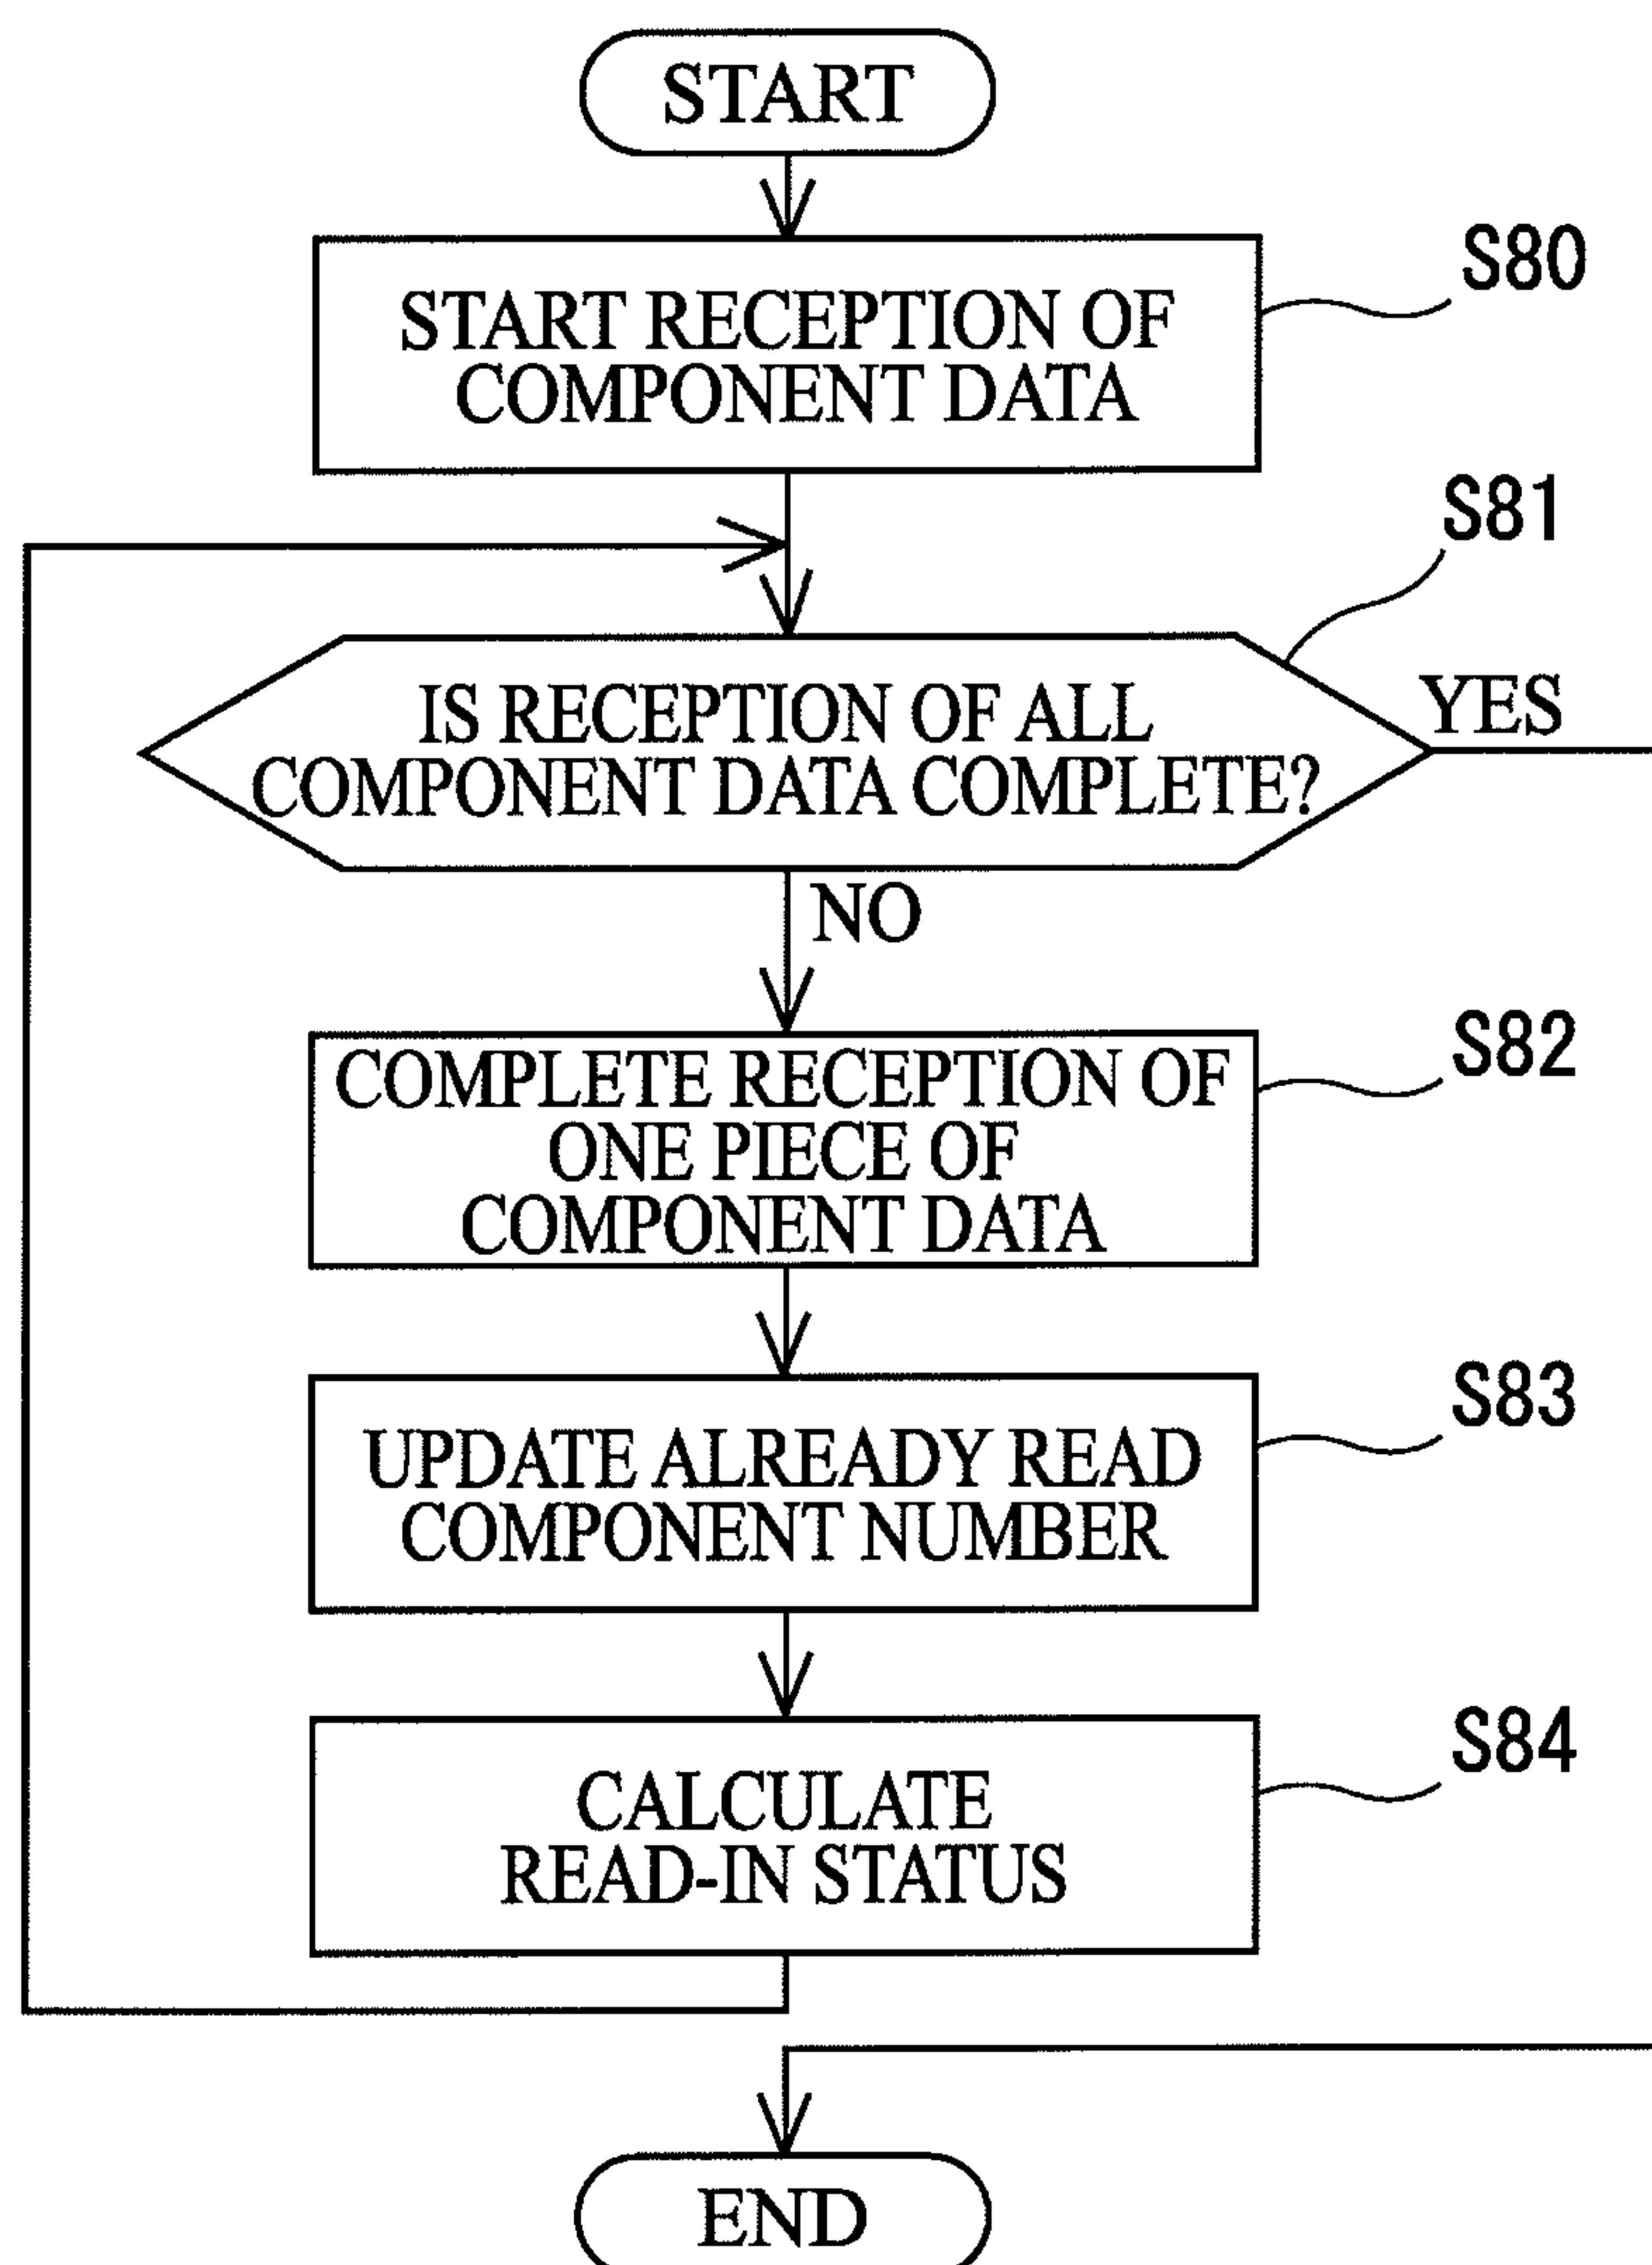 START
S80
START RECEPTION OF
COMPONENT DATA
S81
IS RECEPTION OF ALL
COMPONENT DATA COMPLETE?
YES
NO
S82
COMPLETE RECEPTION OF
ONE PIECE OF
COMPONENT DATA
S83
UPDATE ALREADY READ
COMPONENT NUMBER
S84
CALCULATE
READ-IN STATUS
END